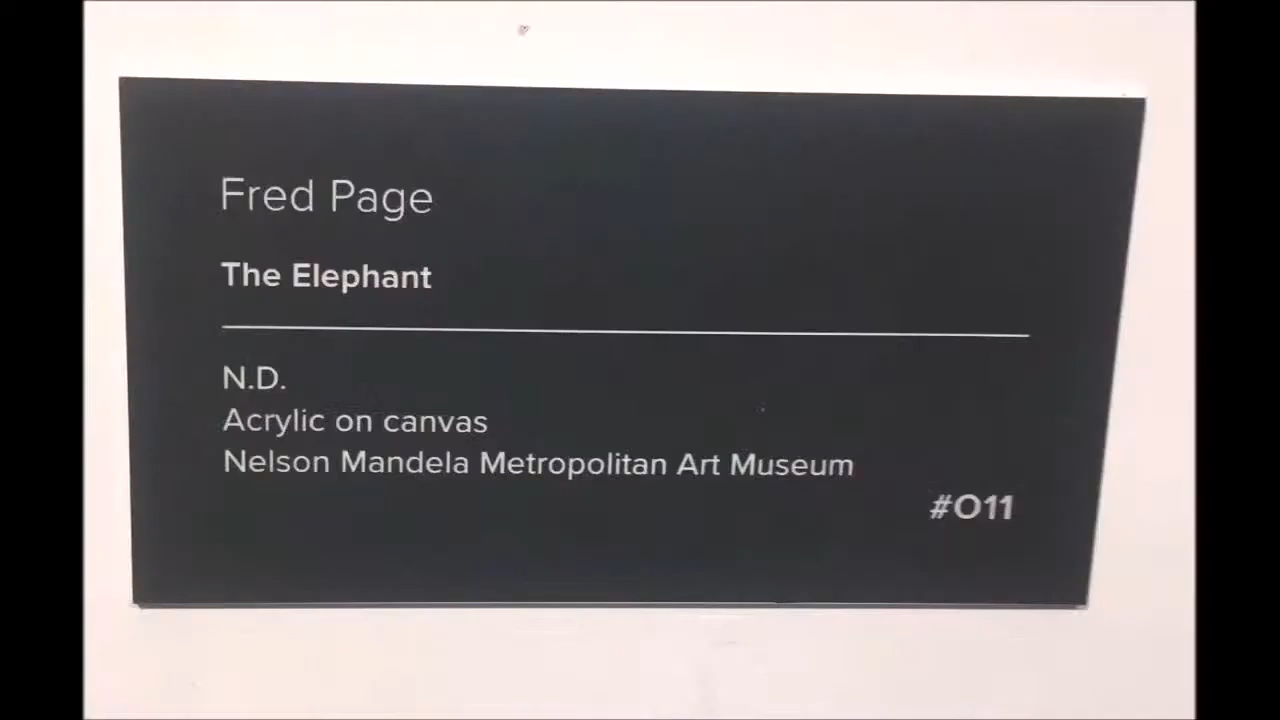 Fred Page
The Elephant
N.D.
Acrylic on canvas
Nelson Mandela Metropolitan Art Museum
#O11